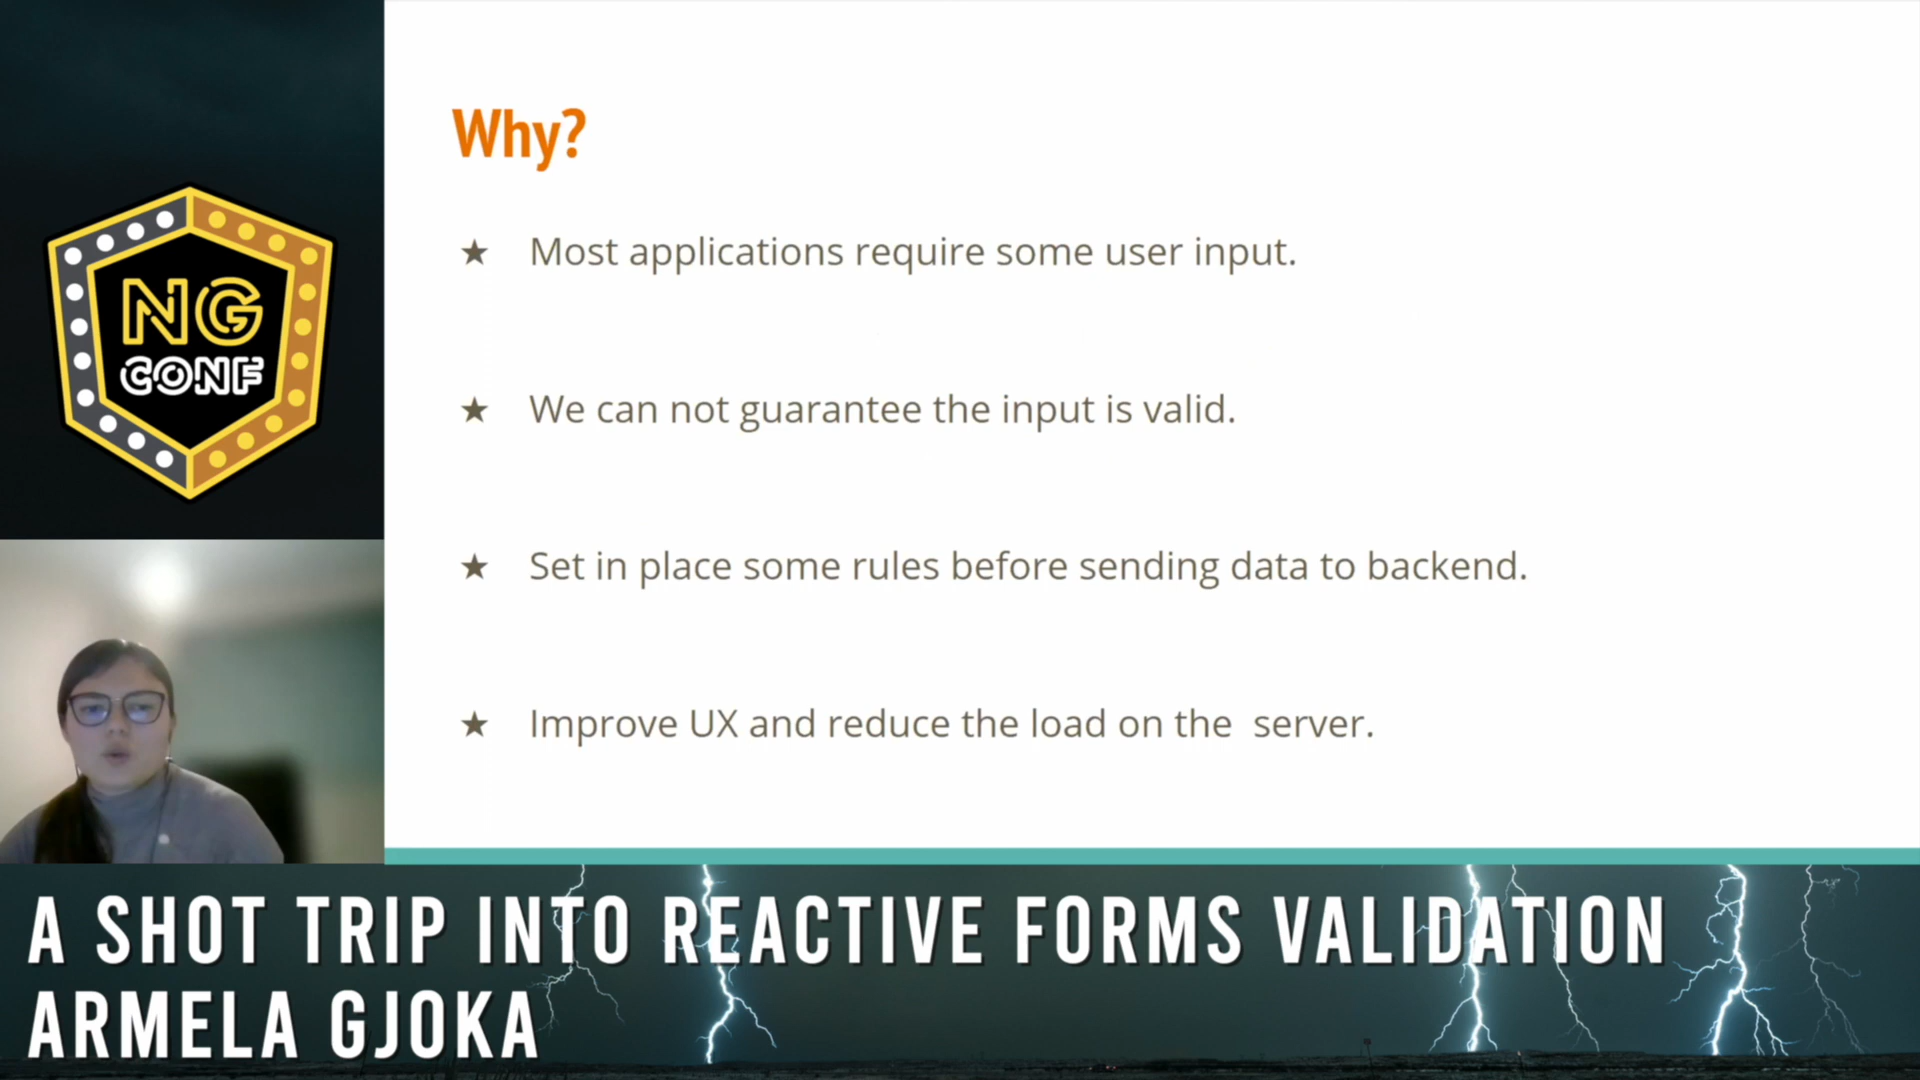 NG
CONF
Why?
★ Most applications require some user input.
★ We can not guarantee the input is valid.
★ Set in place some rules before sending data to backend.
★ Improve UX and reduce the load on the  server.
A SHOT TRIP INTO REACTIVE FORMS VALIDATION
ARMELA GJOKA